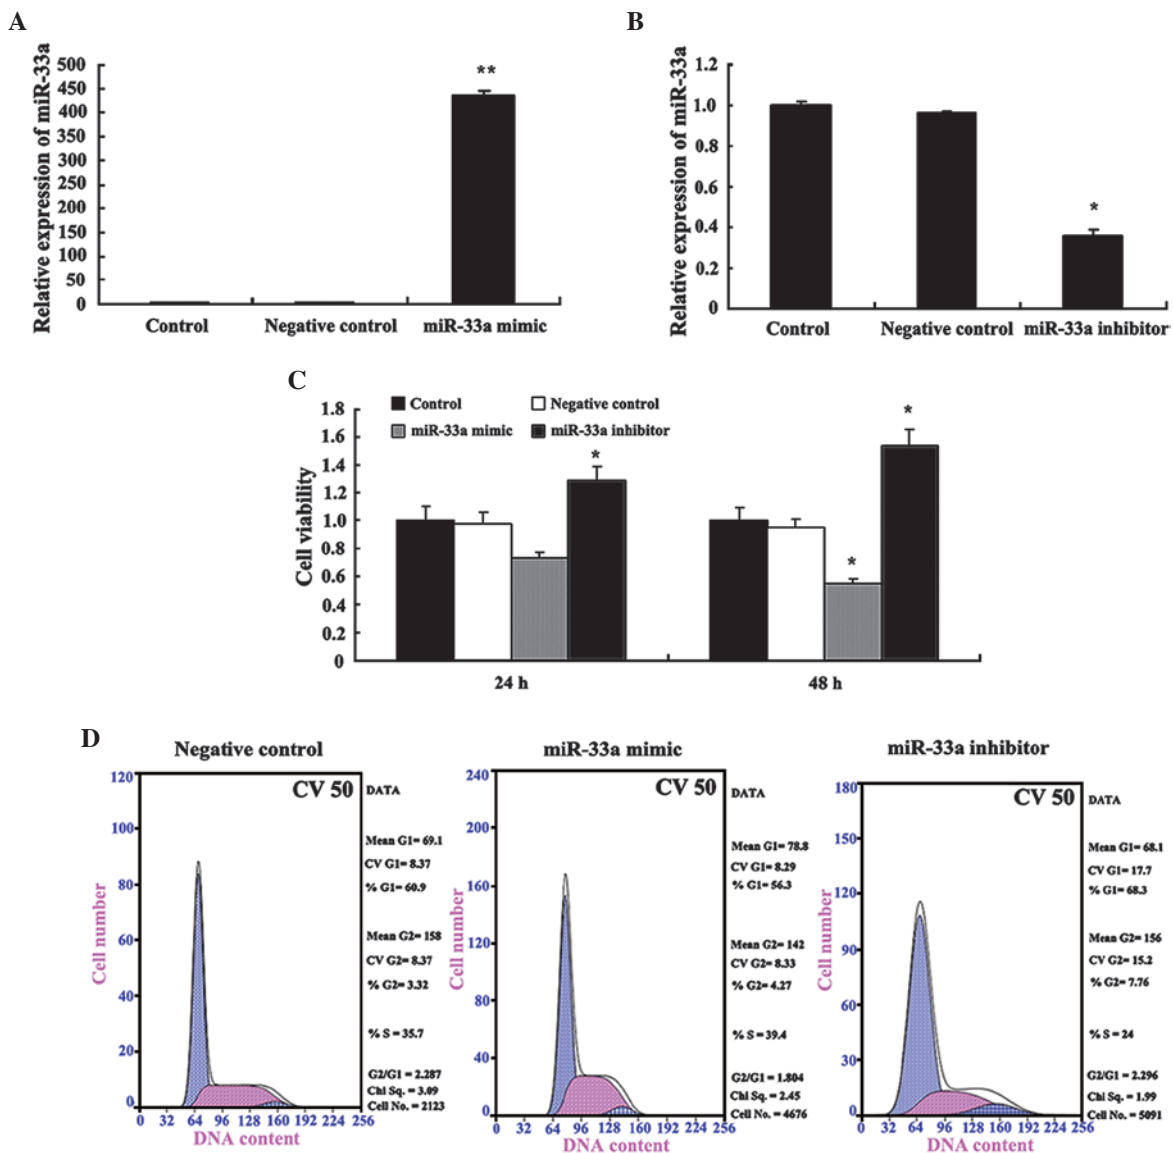 A
Relative expression of miR-33a
500
450
400
350
300
250
200
150
100
50
0
**
Control
Negative control
miR-33a mimic
B
Relative expression of miR-33a
1.2
1.0
0.8
0.6
0.4
0.2
0
*
Control
Negative control
miR-33a inhibitor
C
Cell viability
1.8
1.6
1.4
1.2
1.0
0.8
0.6
0.4
0.2
0
Control
Negative control
miR-33a mimic
miR-33a inhibitor
*
*
*
24 h
48 h
D
Negative control
Cell number
120
100
80
60
40
20
0
CV 50
0 32 64 96 128 160 192 224 256
DNA content
DATA
Mean G1= 69.1
CV G1= 8.37
% G1= 60.9
Mean G2= 158
CV G2= 8.37
% G2= 3.32
% S = 35.7
G2/G1 = 2.287
Chi Sq. = 3.09
Cell No. = 2123
miR-33a mimic
Cell number
240
200
160
120
80
40
0
CV 50
0 32 64 96 128 160 192 224 256
DNA content
DATA
Mean G1= 78.8
CV G1= 8.29
% G1= 56.3
Mean G2= 142
CV G2= 8.33
% G2= 4.27
% S = 39.4
G2/G1 = 1.804
Chi Sq. = 2.45
Cell No. = 4676
miR-33a inhibitor
Cell number
180
150
120
90
60
30
0
CV 50
0 32 64 96 128 160 192 224 256
DNA content
DATA
Mean G1= 68.1
CV G1= 17.7
% G1= 68.3
Mean G2= 156
CV G2= 15.2
% G2= 7.76
% S = 24
G2/G1 = 2.296
Chi Sq. = 1.99
Cell No. = 5091